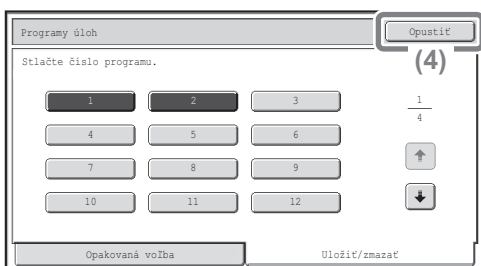 Programy úloh
Opustiť
(4)
Stlačte číslo programu.
1 2 3
1
4
4 5 6
7 8 9
10 11 12
Opakovaná voľba
Uložiť/zmazať